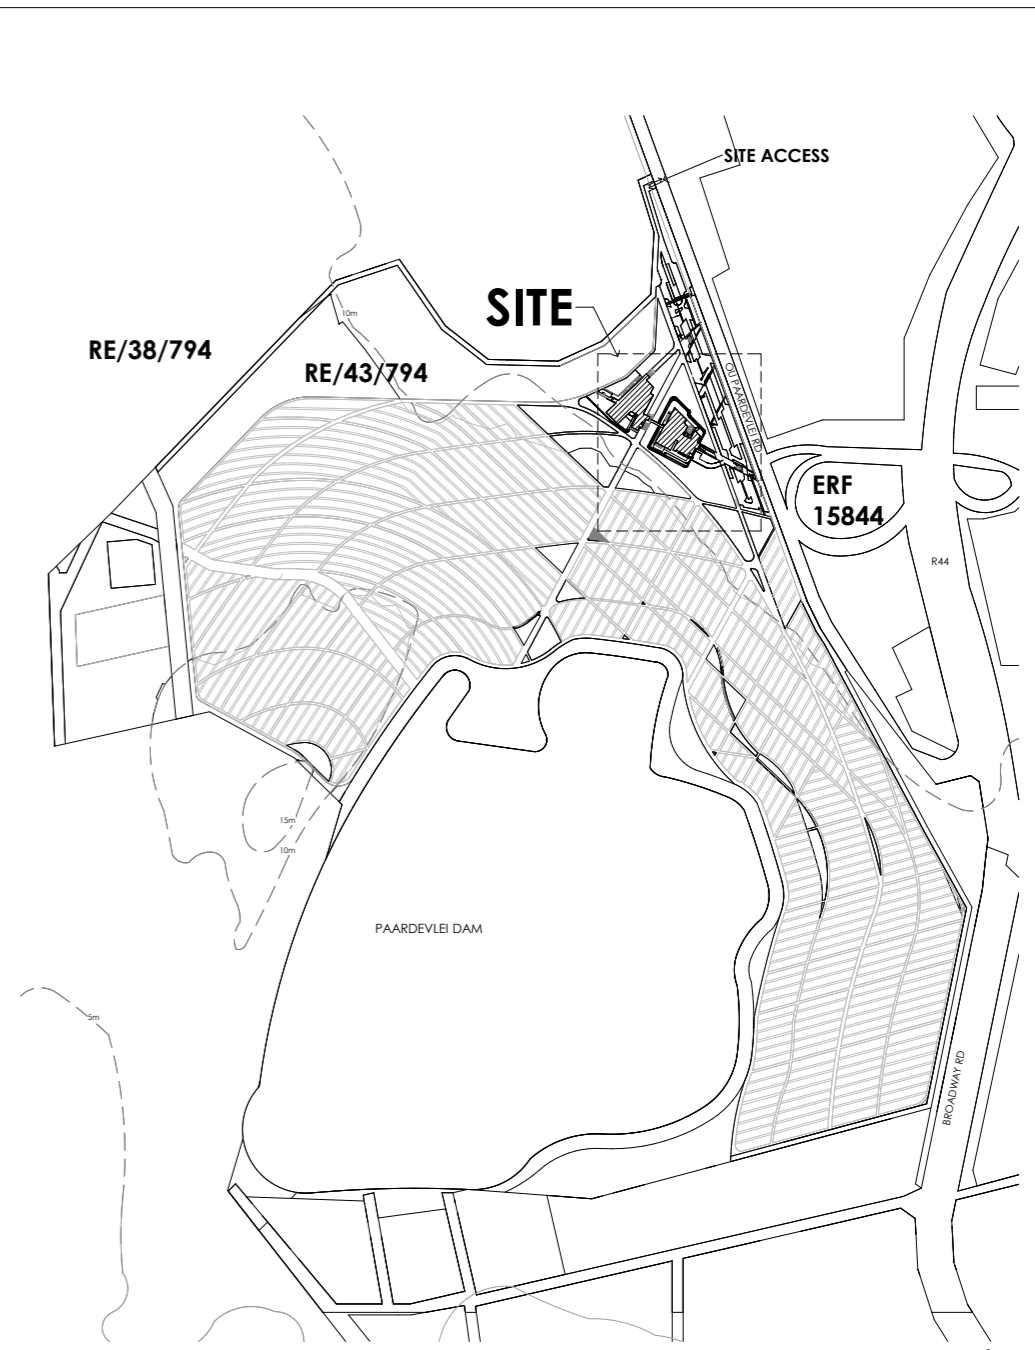 SITE ACCESS
SITE
10m
RE/38/794
RE/43/794
OU PAARDEVLEI RD
ERF
15844
R44
15m
10m
PAARDEVLEI DAM
5m
BROADWAY RD